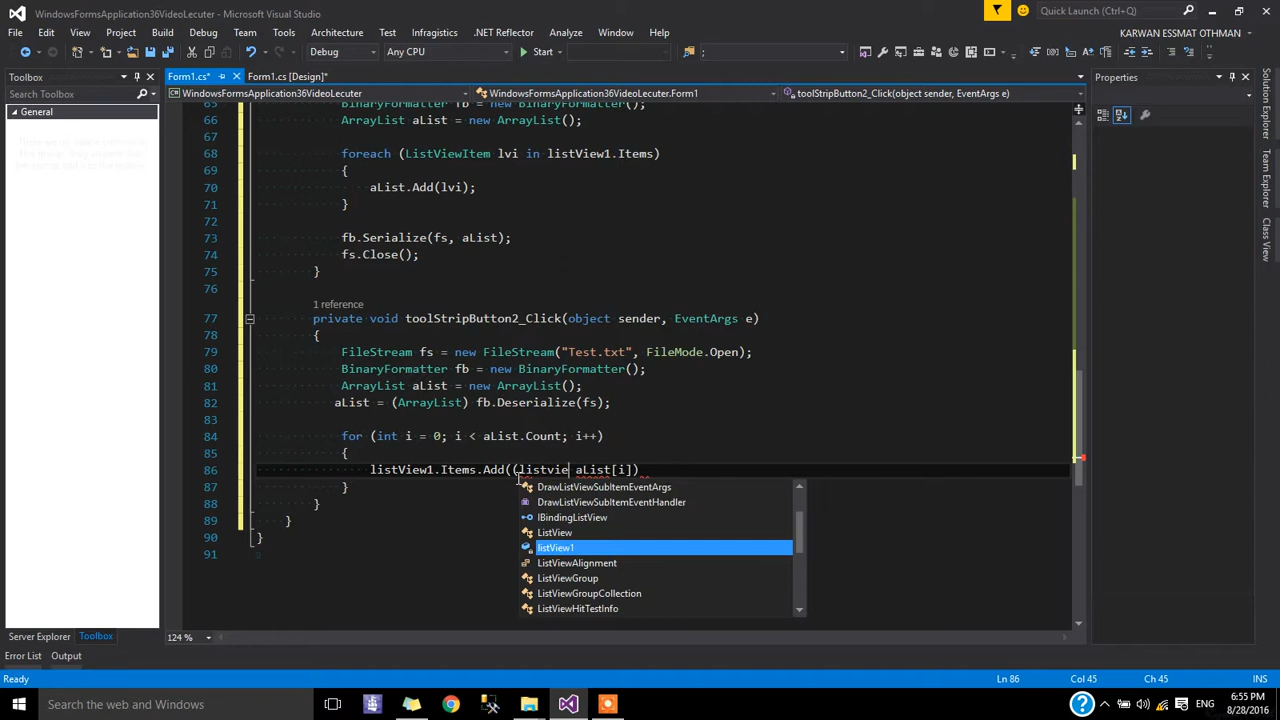 WindowsFormsApplication36VideoLecuter - Microsoft Visual Studio
Quick Launch (Ctrl+Q)
File Edit View Project Build Debug Team Tools Architecture Test Insightics .NET Reflector Analyze Window Help
KARWAN ESSMAT OTHMAN
Debug Any CPU Start ;
Toolbox
Form1.cs* Form1.cs [Design]*
Properties
Search Toolbox
WindowsFormsApplication36VideoLecuter WindowsFormsApplication36VideoLecuter.Form1 toolStripButton2_Click(object sender, EventArgs e)
General
65 BinaryFormatter fb = new BinaryFormatter();
66 ArrayList aList = new ArrayList();
67
68 foreach (ListViewItem lvi in listView1.Items)
69 {
70 aList.Add(lvi);
71 }
72
73 fb.Serialize(fs, aList);
74 fs.Close();
75 }
76
1 reference
77 private void toolStripButton2_Click(object sender, EventArgs e)
78 {
79 FileStream fs = new FileStream("Test.txt", FileMode.Open);
80 BinaryFormatter fb = new BinaryFormatter();
81 ArrayList aList = new ArrayList();
82 aList = (ArrayList) fb.Deserialize(fs);
83
84 for (int i = 0; i < aList.Count; i++)
85 {
86 listView1.Items.Add((listvie aList[i])
87 }
88 }
89 }
90 }
91
DrawListViewSubItemEventArgs
DrawListViewSubItemEventHandler
IBindingListView
ListView
listView1
ListViewAlignment
ListViewGroup
ListViewGroupCollection
ListViewHitTestInfo
Solution Explorer
Team Explorer
Class View
Server Explorer Toolbox
124 %
Error List Output
Ready Ln 86 Col 45 Ch 45 INS
Search the web and Windows
ENG
6:55 PM
8/28/2016